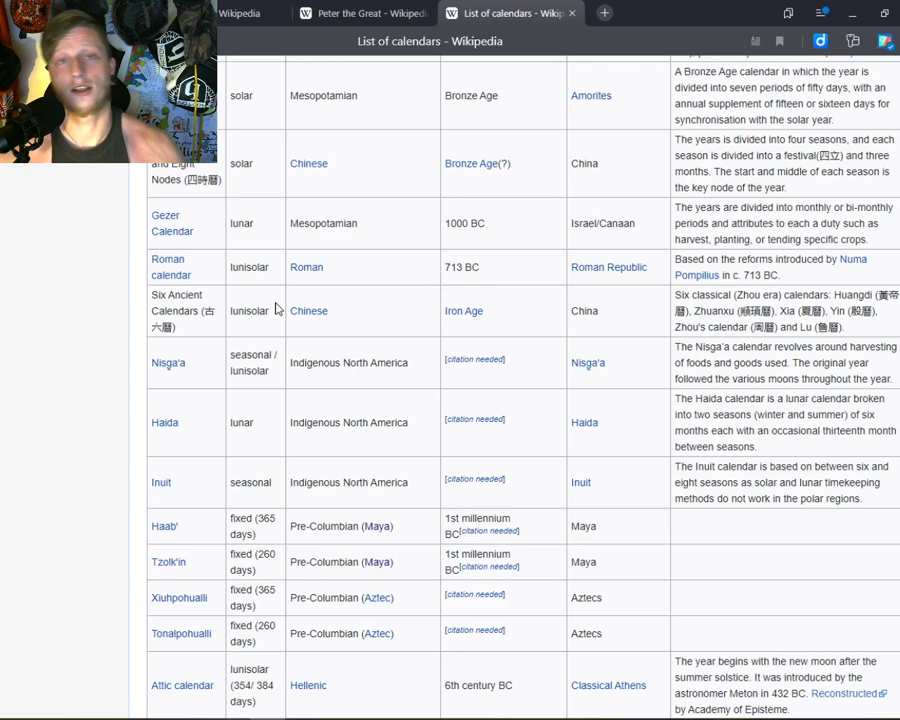 Wikipedia
Peter the Great - Wikipedi
List of calendars - Wikip
List of calendars - Wikipedia
solar
Mesopotamian
Bronze Age
Amorites
A Bronze Age calendar in which the year is
divided into seven periods of fifty days, with an
annual supplement of fifteen or sixteen days for
synchronisation with the solar year.
and Eight
Nodes (四時曆)
solar
Chinese
Bronze Age(?)
China
The years is divided into four seasons, and each
season is divided into a festival(四立) and three
months. The start and middle of each season is
the key node of the year.
Gezer
Calendar
lunar
Mesopotamian
1000 BC
Israel/Canaan
The years are divided into monthly or bi-monthly
periods and attributes to each a duty such as
harvest, planting, or tending specific crops.
Roman
calendar
lunisolar
Roman
713 BC
Roman Republic
Based on the reforms introduced by Numa
Pompilius in c. 713 BC.
Six Ancient
Calendars (古
六曆)
lunisolar
Chinese
Iron Age
China
Six classical (Zhou era) calendars: Huangdi (黃帝
曆), Zhuanxu (顓頊曆), Xia (夏曆), Yin (殷曆),
Zhou's calendar (周曆) and Lu (魯曆).
Nisg̱a'a
seasonal /
lunisolar
Indigenous North America
[citation needed]
Nisg̱a'a
The Nisga'a calendar revolves around harvesting
of foods and goods used. The original year
followed the various moons throughout the year.
Haida
lunar
Indigenous North America
[citation needed]
Haida
The Haida calendar is a lunar calendar broken
into two seasons (winter and summer) of six
months each with an occasional thirteenth month
between seasons.
Inuit
seasonal
Indigenous North America
[citation needed]
Inuit
The Inuit calendar is based on between six and
eight seasons as solar and lunar timekeeping
methods do not work in the polar regions.
Haab'
fixed (365
days)
Pre-Columbian (Maya)
1st millennium
BC[citation needed]
Maya
Tzolk'in
fixed (260
days)
Pre-Columbian (Maya)
1st millennium
BC[citation needed]
Maya
Xiuhpohualli
fixed (365
days)
Pre-Columbian (Aztec)
[citation needed]
Aztecs
Tonalpohualli
fixed (260
days)
Pre-Columbian (Aztec)
[citation needed]
Aztecs
Attic calendar
lunisolar
(354/ 384
days)
Hellenic
6th century BC
Classical Athens
The year begins with the new moon after the
summer solstice. It was introduced by the
astronomer Meton in 432 BC. Reconstructed
by Academy of Episteme.